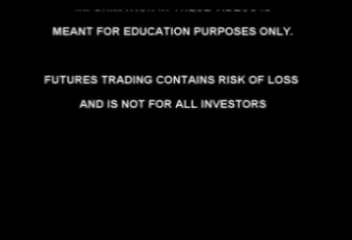 MEANT FOR EDUCATION PURPOSES ONLY.
FUTURES TRADING CONTAINS RISK OF LOSS
AND IS NOT FOR ALL INVESTORS